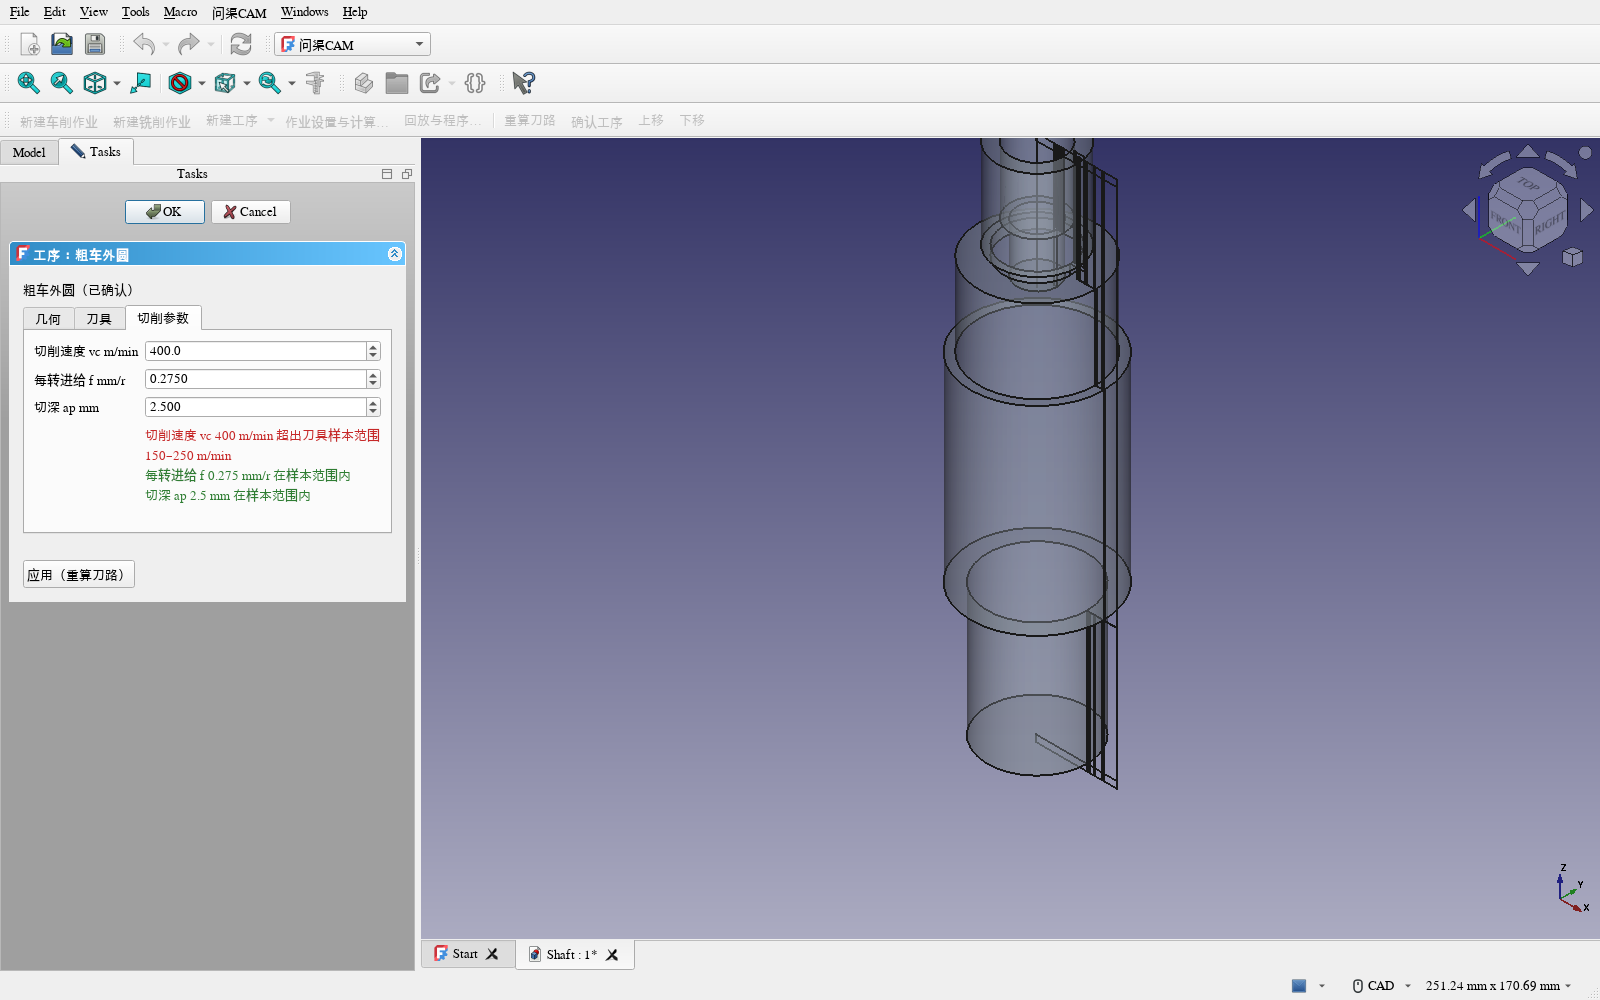 File Edit View Tools Macro 问渠CAM Windows Help
问渠CAM
新建车削作业 新建铣削作业 新建工序 作业设置与计算... 回放与程序... 重算刀路 确认工序 上移 下移
Model Tasks
Tasks
OK Cancel
工序：粗车外圆
粗车外圆（已确认）
几何 刀具 切削参数
切削速度 vc m/min 400.0
每转进给 f mm/r 0.2750
切深 ap mm 2.500
切削速度 vc 400 m/min 超出刀具样本范围
150–250 m/min
每转进给 f 0.275 mm/r 在样本范围内
切深 ap 2.5 mm 在样本范围内
应用（重算刀路）
TOP
FRONT RIGHT
Z
Y
X
Start Shaft : 1*
CAD 251.24 mm x 170.69 mm